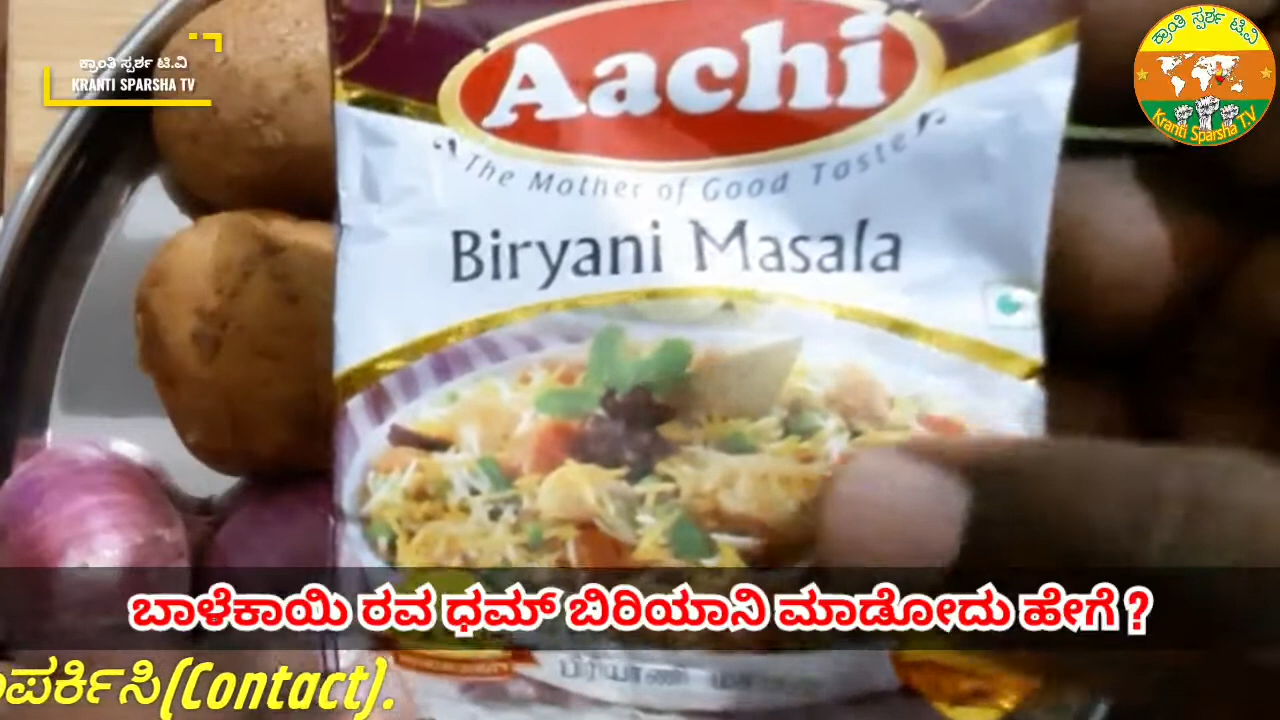 ಕ್ರಾಂತಿ ಸ್ಪರ್ಶ ಟಿ.ವಿ
KRANTI SPARSHA TV
ಕ್ರಾಂತಿ ಸ್ಪರ್ಶ ಟಿ.ವಿ
Kranti Sparsha T.V
Aachi
"The Mother of Good Taste"
Biryani Masala
ಬಾಳೆಕಾಯಿ ರವ ಧಮ್ ಬಿರಿಯಾನಿ ಮಾಡೋದು ಹೇಗೆ ?
ಪರ್ಕಿಸಿ(Contact).